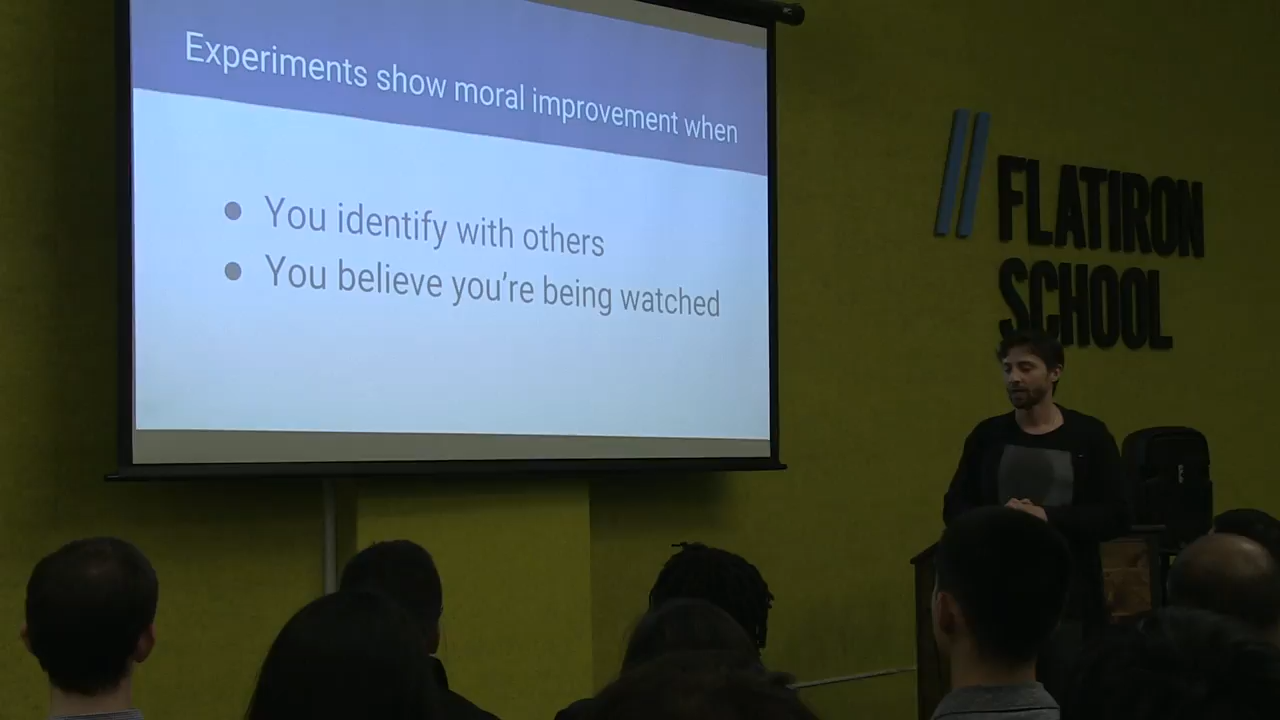 Experiments show moral improvement when
● You identify with others
● You believe you're being watched
// FLATIRON
SCHOOL